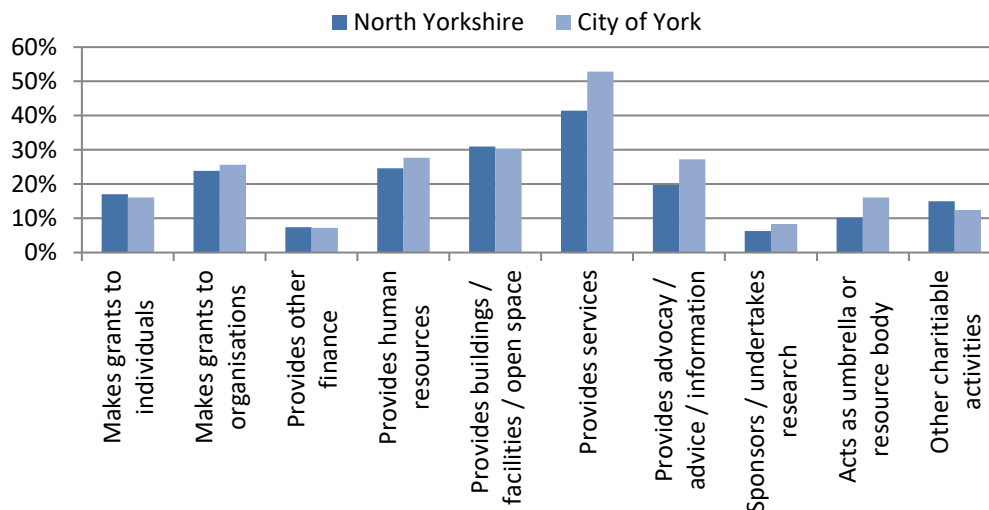 North Yorkshire
City of York
60%
50%
40%
30%
20%
10%
0%
Makes grants to
individuals
Makes grants to
organisations
Provides other
finance
Provides human
resources
Provides buildings /
facilities / open space
Provides services
Provides advocay /
advice / information
Sponsors / undertakes
research
Acts as umbrella or
resource body
Other charitiable
activities